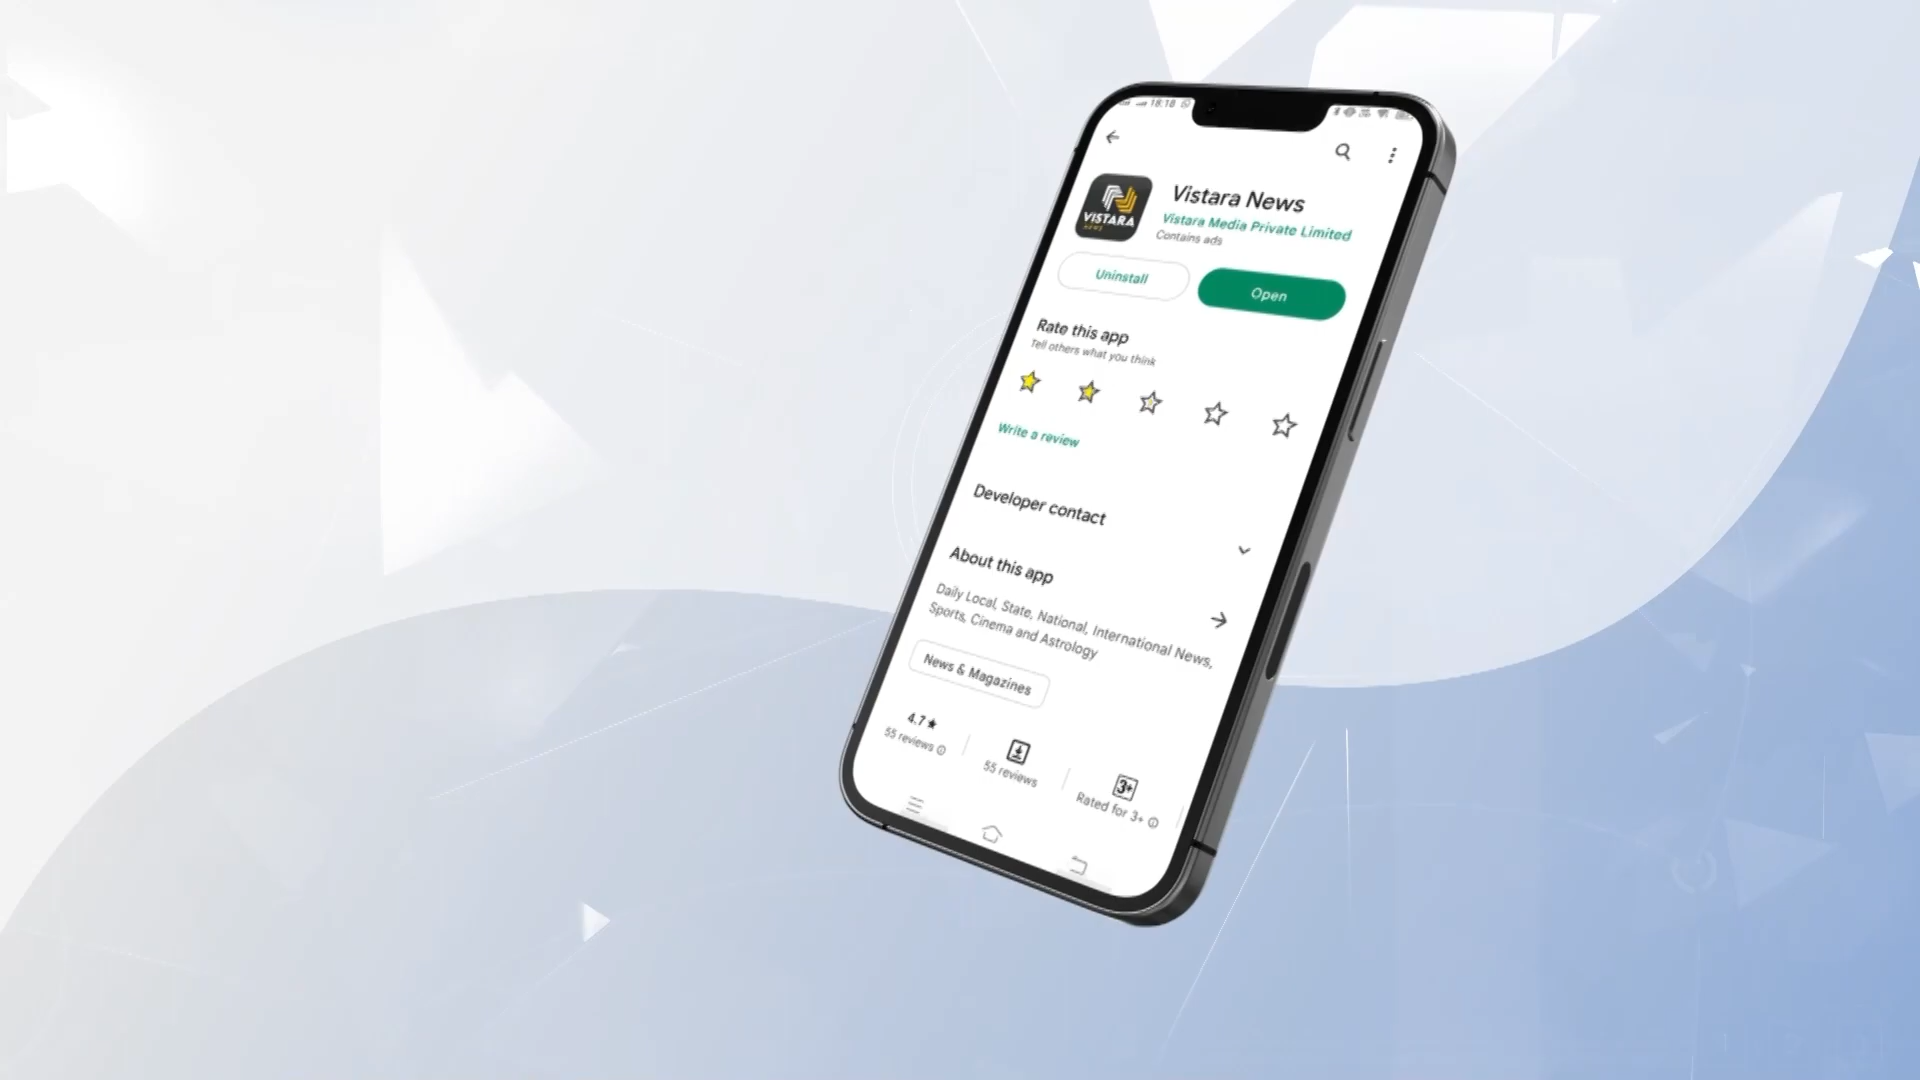 18:18
Vistara News
VISTARA
NEWS
Vistara Media Private Limited
Contains ads
Uninstall
Open
Rate this app
Tell others what you think
Write a review
Developer contact
About this app
Daily Local, State, National, International News,
Sports, Cinema and Astrology
News & Magazines
4.7★
55 reviews
55 reviews
3+
Rated for 3+